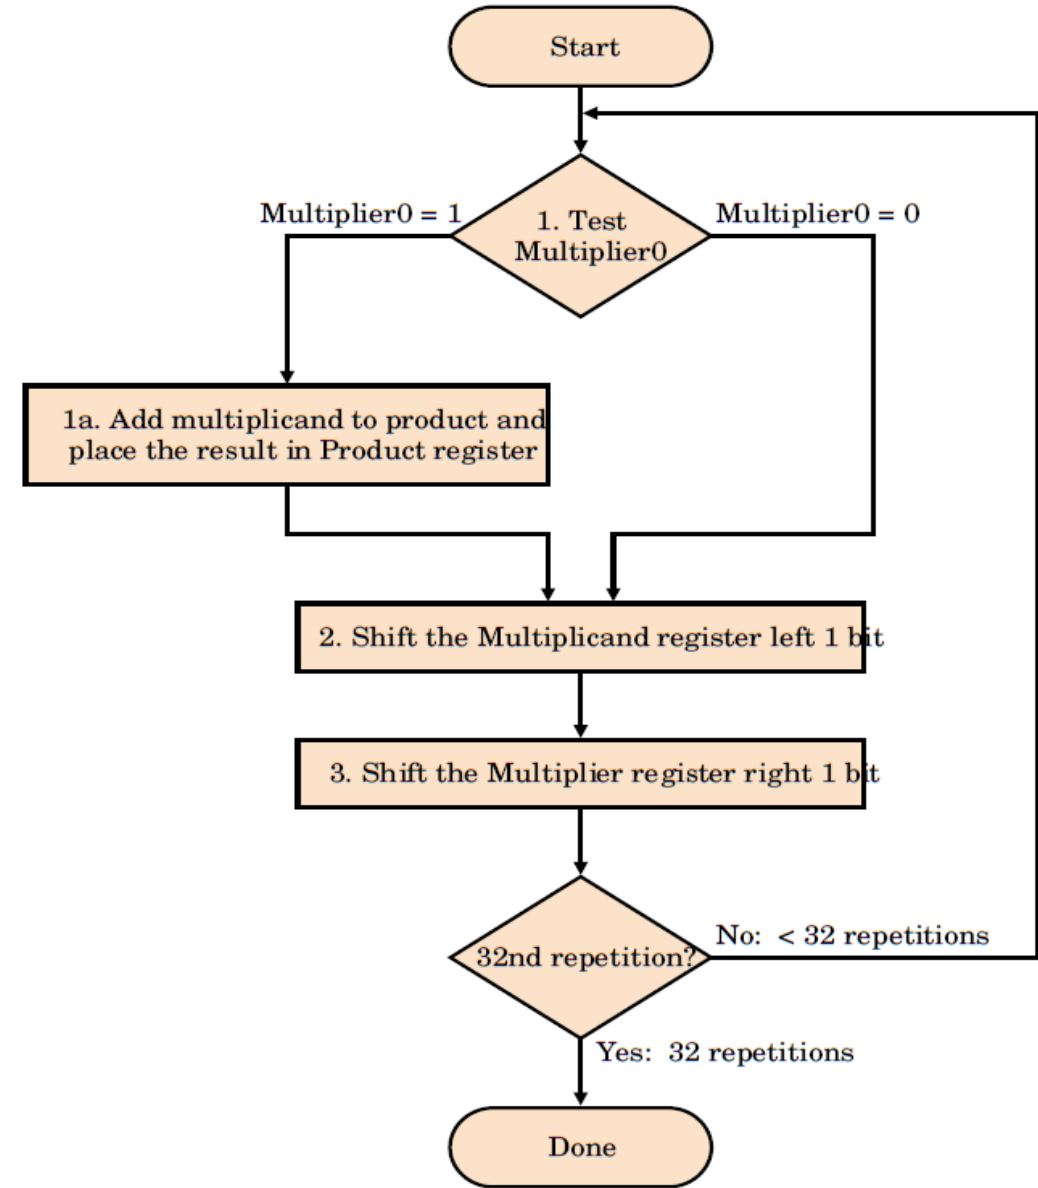 Start
Multiplier0 = 1
1. Test
Multiplier0
Multiplier0 = 0
1a. Add multiplicand to product and
place the result in Product register
2. Shift the Multiplicand register left 1 bit
3. Shift the Multiplier register right 1 bit
32nd repetition?
No:  < 32 repetitions
Yes:  32 repetitions
Done